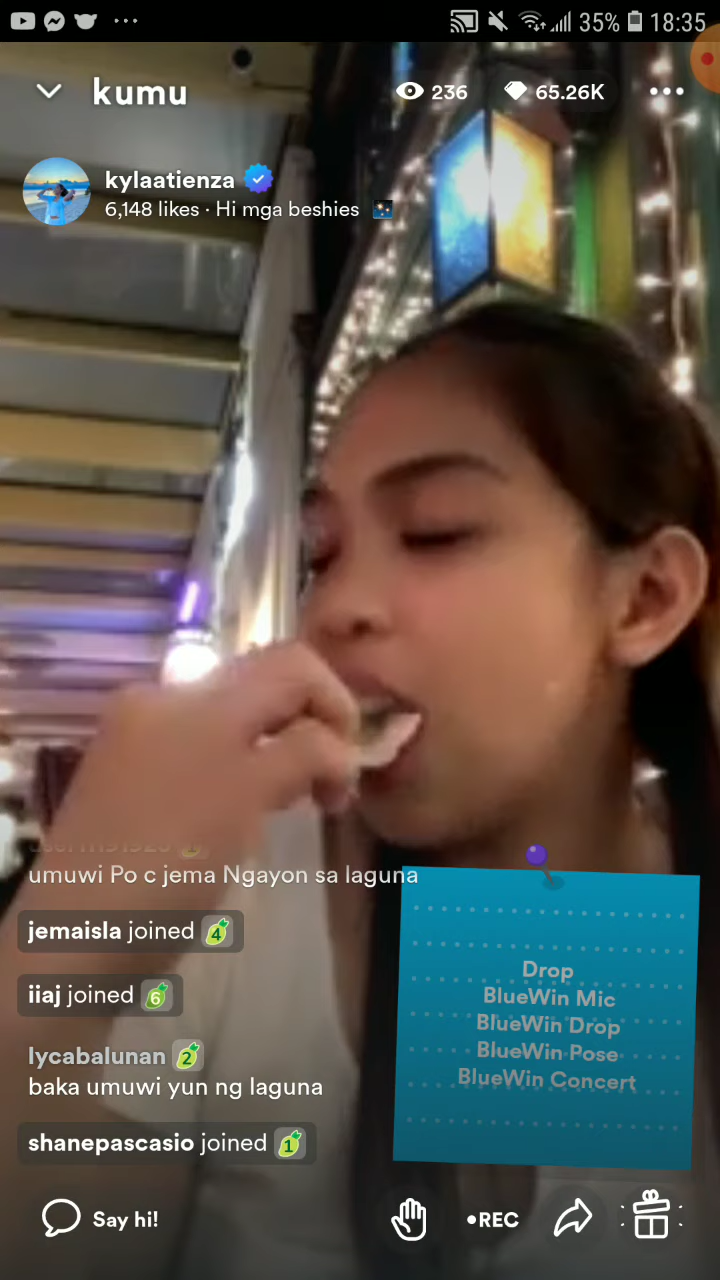 35% 18:35
kumu 236 65.26K
kylaatienza
6,148 likes · Hi mga beshies
umuwi Po c jema Ngayon sa laguna
jemaisla joined 4
iiaj joined 6
lycabalunan 2
baka umuwi yun ng laguna
shanepascasio joined 1
Drop
BlueWin Mic
BlueWin Drop
BlueWin Pose
BlueWin Concert
Say hi! •REC